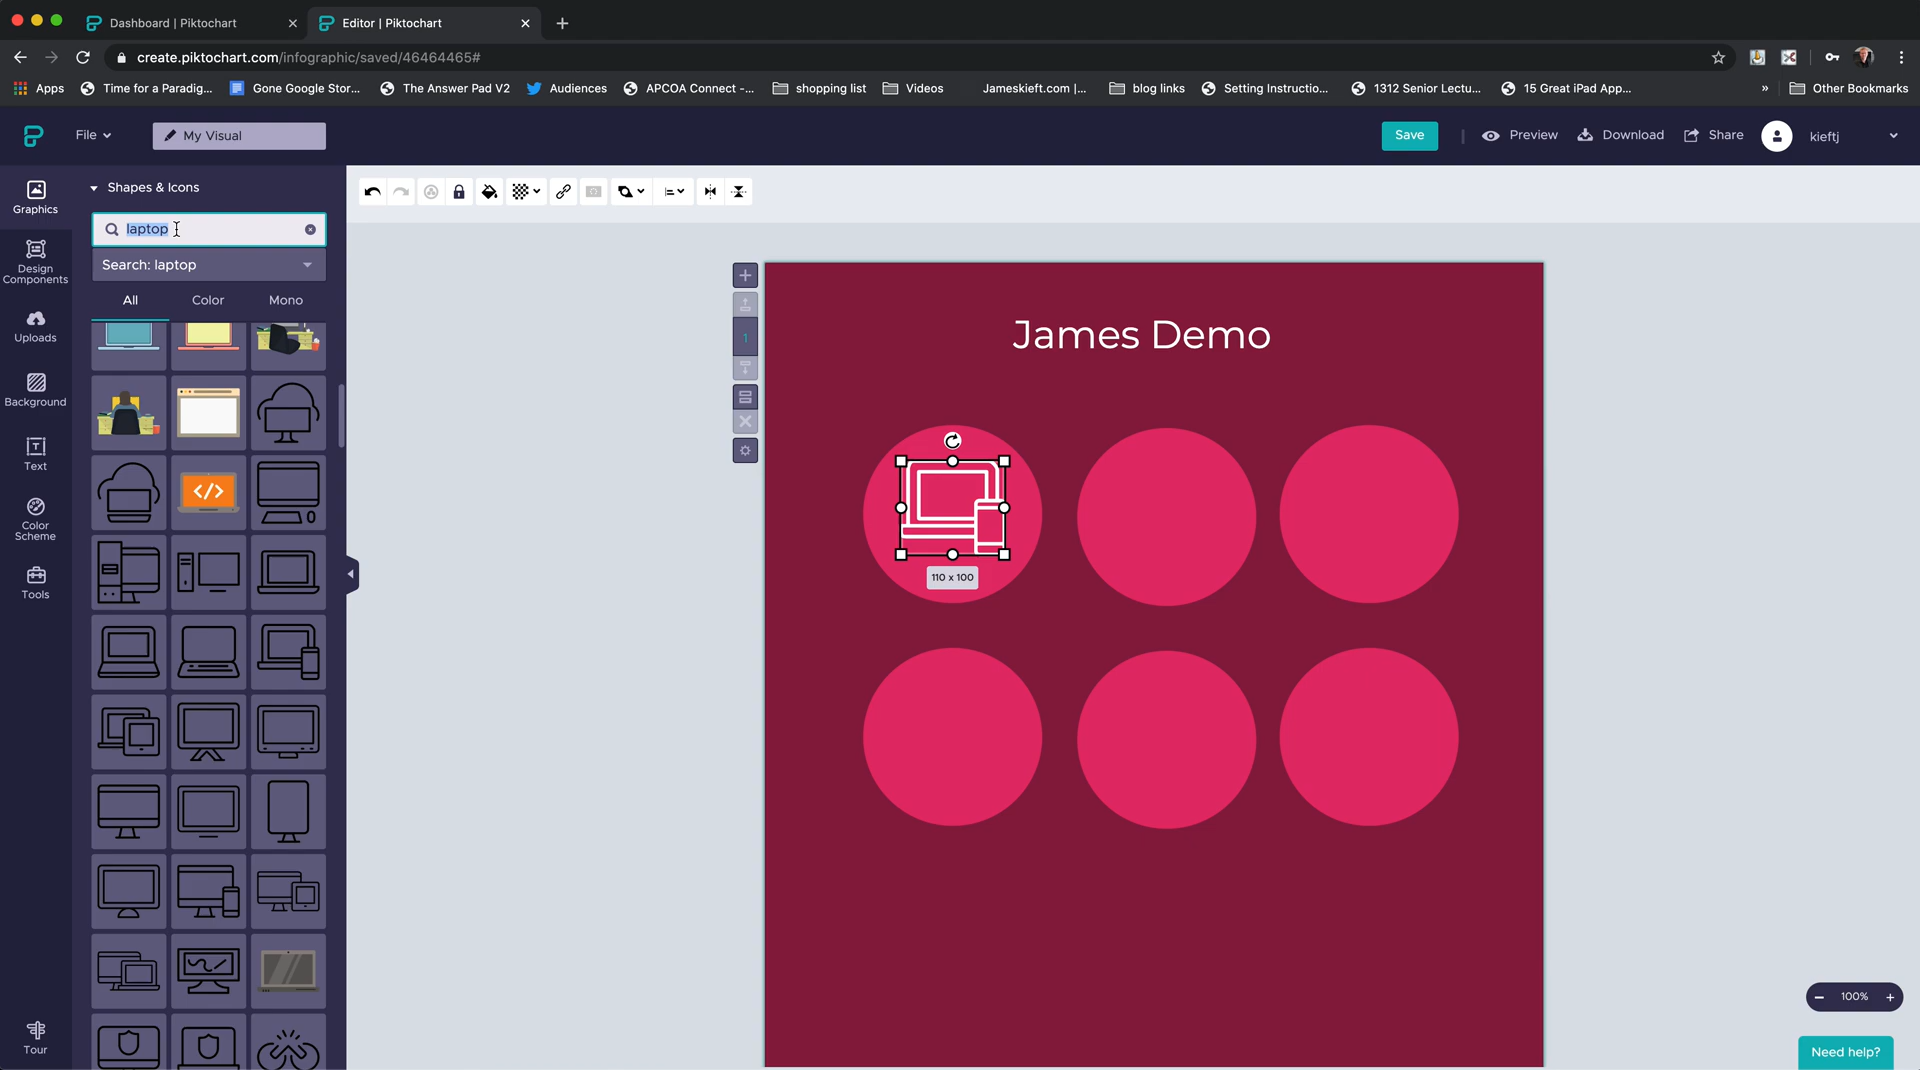 Dashboard | Piktochart
Editor | Piktochart
create.piktochart.com/infographic/saved/46464465#
Apps
Time for a Paradig...
Gone Google Stor...
The Answer Pad V2
Audiences
APCOA Connect -...
shopping list
Videos
Jameskieft.com |...
blog links
Setting Instructio...
1312 Senior Lectu...
15 Great iPad App...
»
Other Bookmarks
File
My Visual
Save
Preview
Download
Share
kieftj
Graphics
Design
Components
Uploads
Background
Text
Color
Scheme
Tools
Tour
Shapes & Icons
laptop
Search: laptop
All
Color
Mono
</>
1
James Demo
110 x 100
100%
Need help?